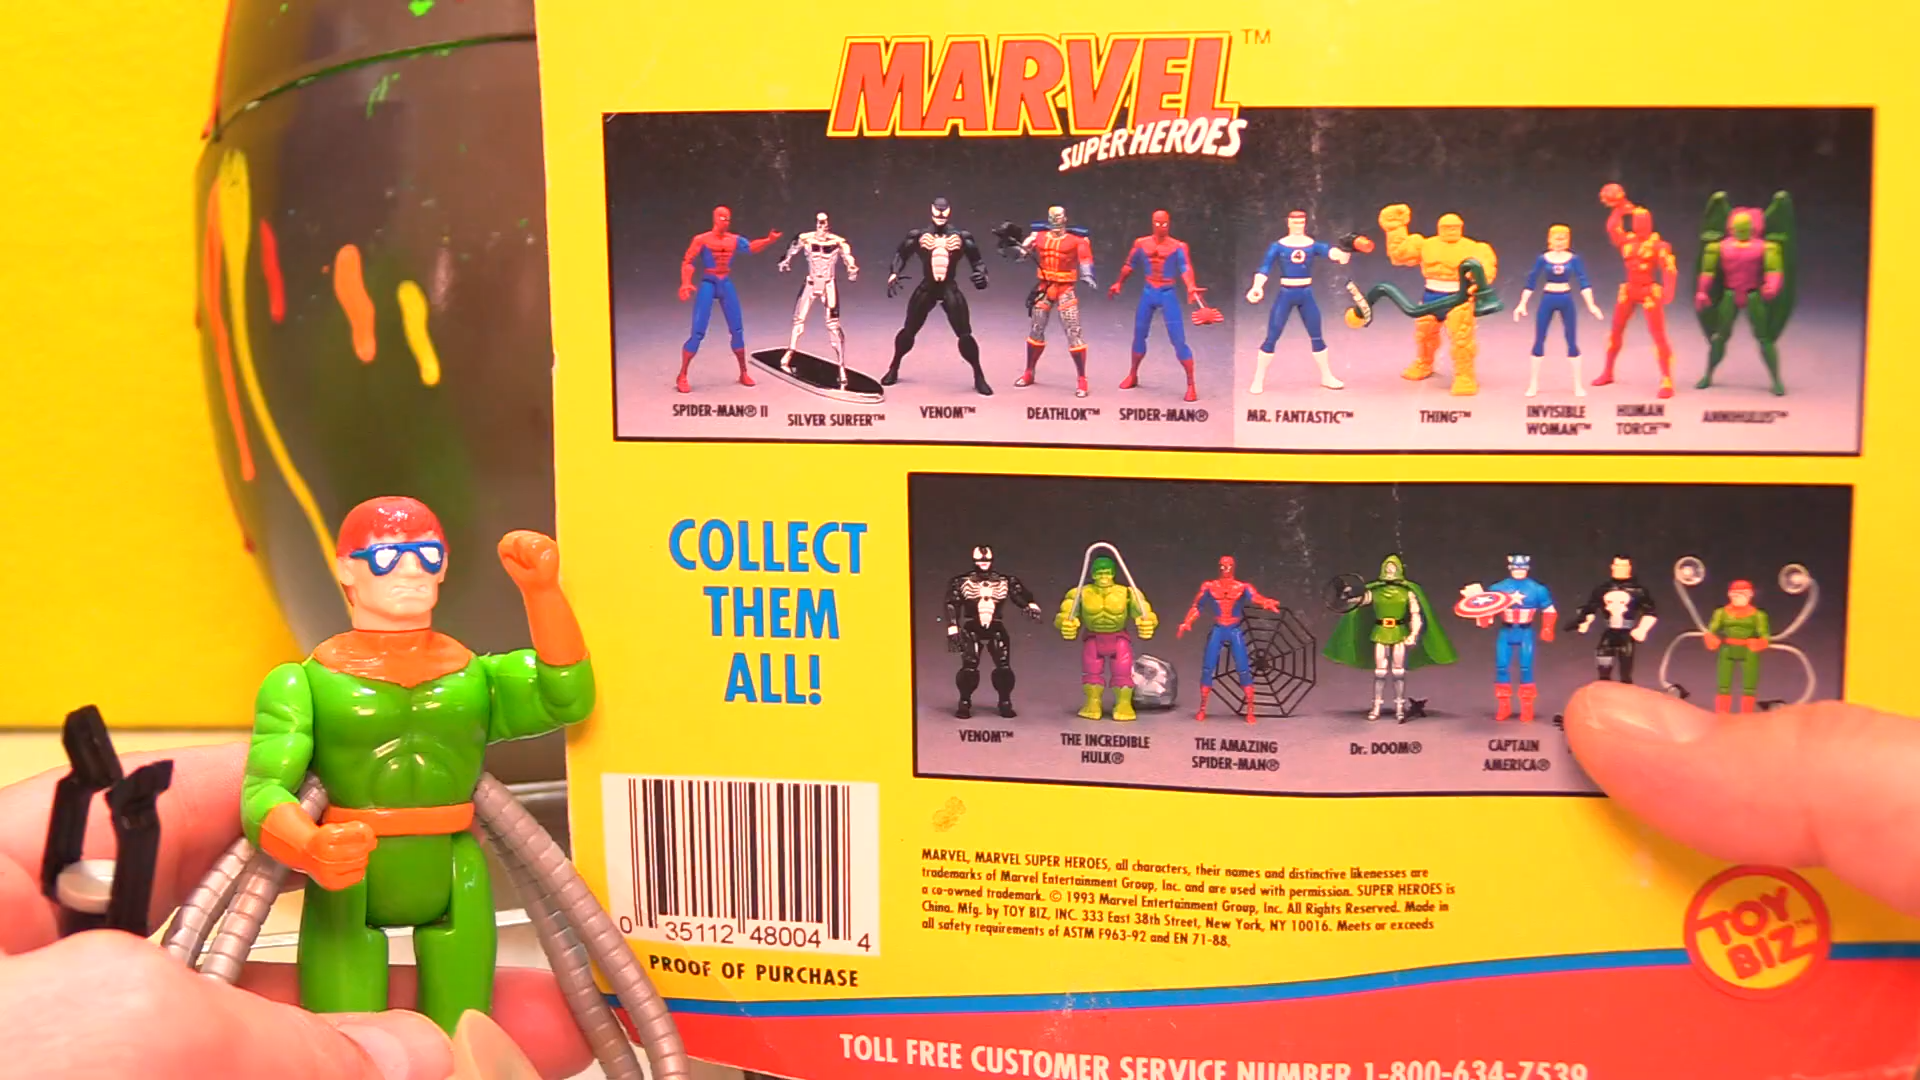 MARVEL™
SUPER HEROES
SPIDER-MAN® II
SILVER SURFER™
VENOM™
DEATHLOK™
SPIDER-MAN®
MR. FANTASTIC™
THING™
INVISIBLE
WOMAN™
HUMAN
TORCH™
ANNIHILUS™
COLLECT
THEM
ALL!
VENOM™
THE INCREDIBLE
HULK®
THE AMAZING
SPIDER-MAN®
Dr. DOOM®
CAPTAIN
AMERICA®
0 35112 48004 4
PROOF OF PURCHASE
MARVEL, MARVEL SUPER HEROES, all characters, their names and distinctive likenesses are
trademarks of Marvel Entertainment Group, Inc. and are used with permission. SUPER HEROES is
a co-owned trademark. © 1993 Marvel Entertainment Group, Inc. All Rights Reserved. Made in
China. Mfg. by TOY BIZ, INC. 333 East 38th Street, New York, NY 10016. Meets or exceeds
all safety requirements of ASTM F963-92 and EN 71-88.
TOY
BIZ™
TOLL FREE CUSTOMER SERVICE NUMBER 1-800-634-7539